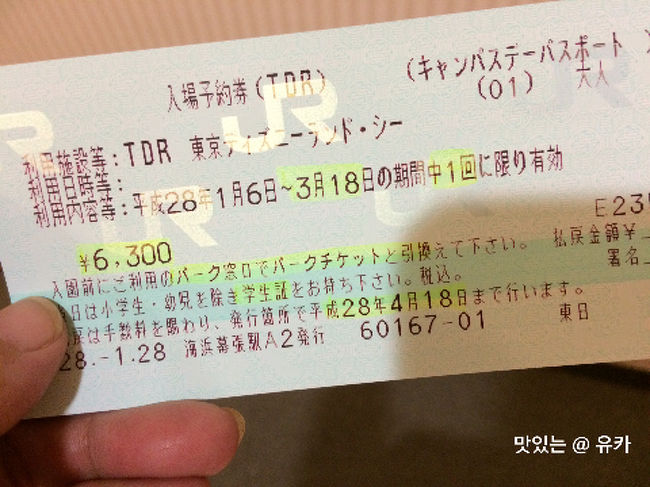 入場予約券(TDR)
(キャンパスデーパスポート )
(01) 大人
利用施設等:TDR 東京ディズニーランド・シー
利用日時等:
利用内容等:平成28年1月6日~3月18日の期間中1回に限り有効
¥6,300
E23
入園前にご利用のパーク窓口でパークチケットと引換えて下さい。 払戻金額¥
日は小学生・幼児を除き学生証をお持ち下さい。税込。 署名
は手数料を賜わり、発行箇所で平成28年4月18日まで行います。
28.-1.28 海浜幕張駅A2発行 60167-01 東日
맛있는 @ 유카